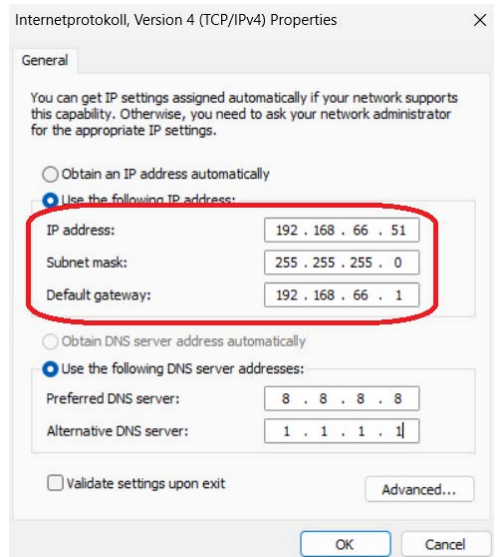 Internetprotokoll, Version 4 (TCP/IPv4) Properties
General
You can get IP settings assigned automatically if your network supports
this capability. Otherwise, you need to ask your network administrator
for the appropriate IP settings.
Obtain an IP address automatically
Use the following IP address:
IP address: 192 . 168 . 66 . 51
Subnet mask: 255 . 255 . 255 . 0
Default gateway: 192 . 168 . 66 . 1
Obtain DNS server address automatically
Use the following DNS server addresses:
Preferred DNS server: 8 . 8 . 8 . 8
Alternative DNS server: 1 . 1 . 1 . 1
Validate settings upon exit
Advanced...
OK Cancel